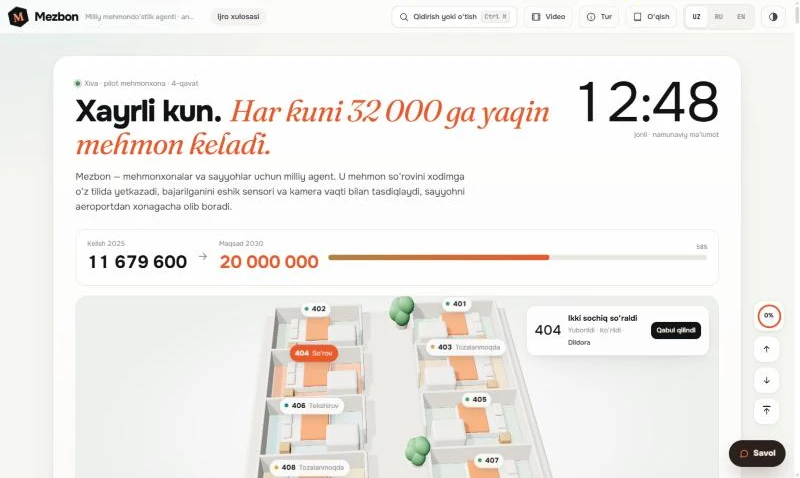 M Mezbon Milliy mehmondo'stlik agenti · an... Ijro xulosasi Qidirish yoki o'tish Ctrl K Video Tur O'qish UZ RU EN
Xiva · pilot mehmonxona · 4-qavat
Xayrli kun. Har kuni 32 000 ga yaqin
mehmon keladi.
12:48
jonli · namunaviy ma'lumot
Mezbon — mehmonxonalar va sayyohlar uchun milliy agent. U mehmon so'rovini xodimga
o'z tilida yetkazadi, bajarilganini eshik sensori va kamera vaqti bilan tasdiqlaydi, sayyohni
aeroportdan xonagacha olib boradi.
Kelish 2025
11 679 600
→
Maqsad 2030
20 000 000
58%
402
401
404 So'rov
403 Tozalanmoqda
406 Tekshiruv
405
408 Tozalanmoqda
407
404
Ikki sochiq so'raldi
Yuborildi · Ko'rildi ·
Dildora
Qabul qilindi
0%
Savol